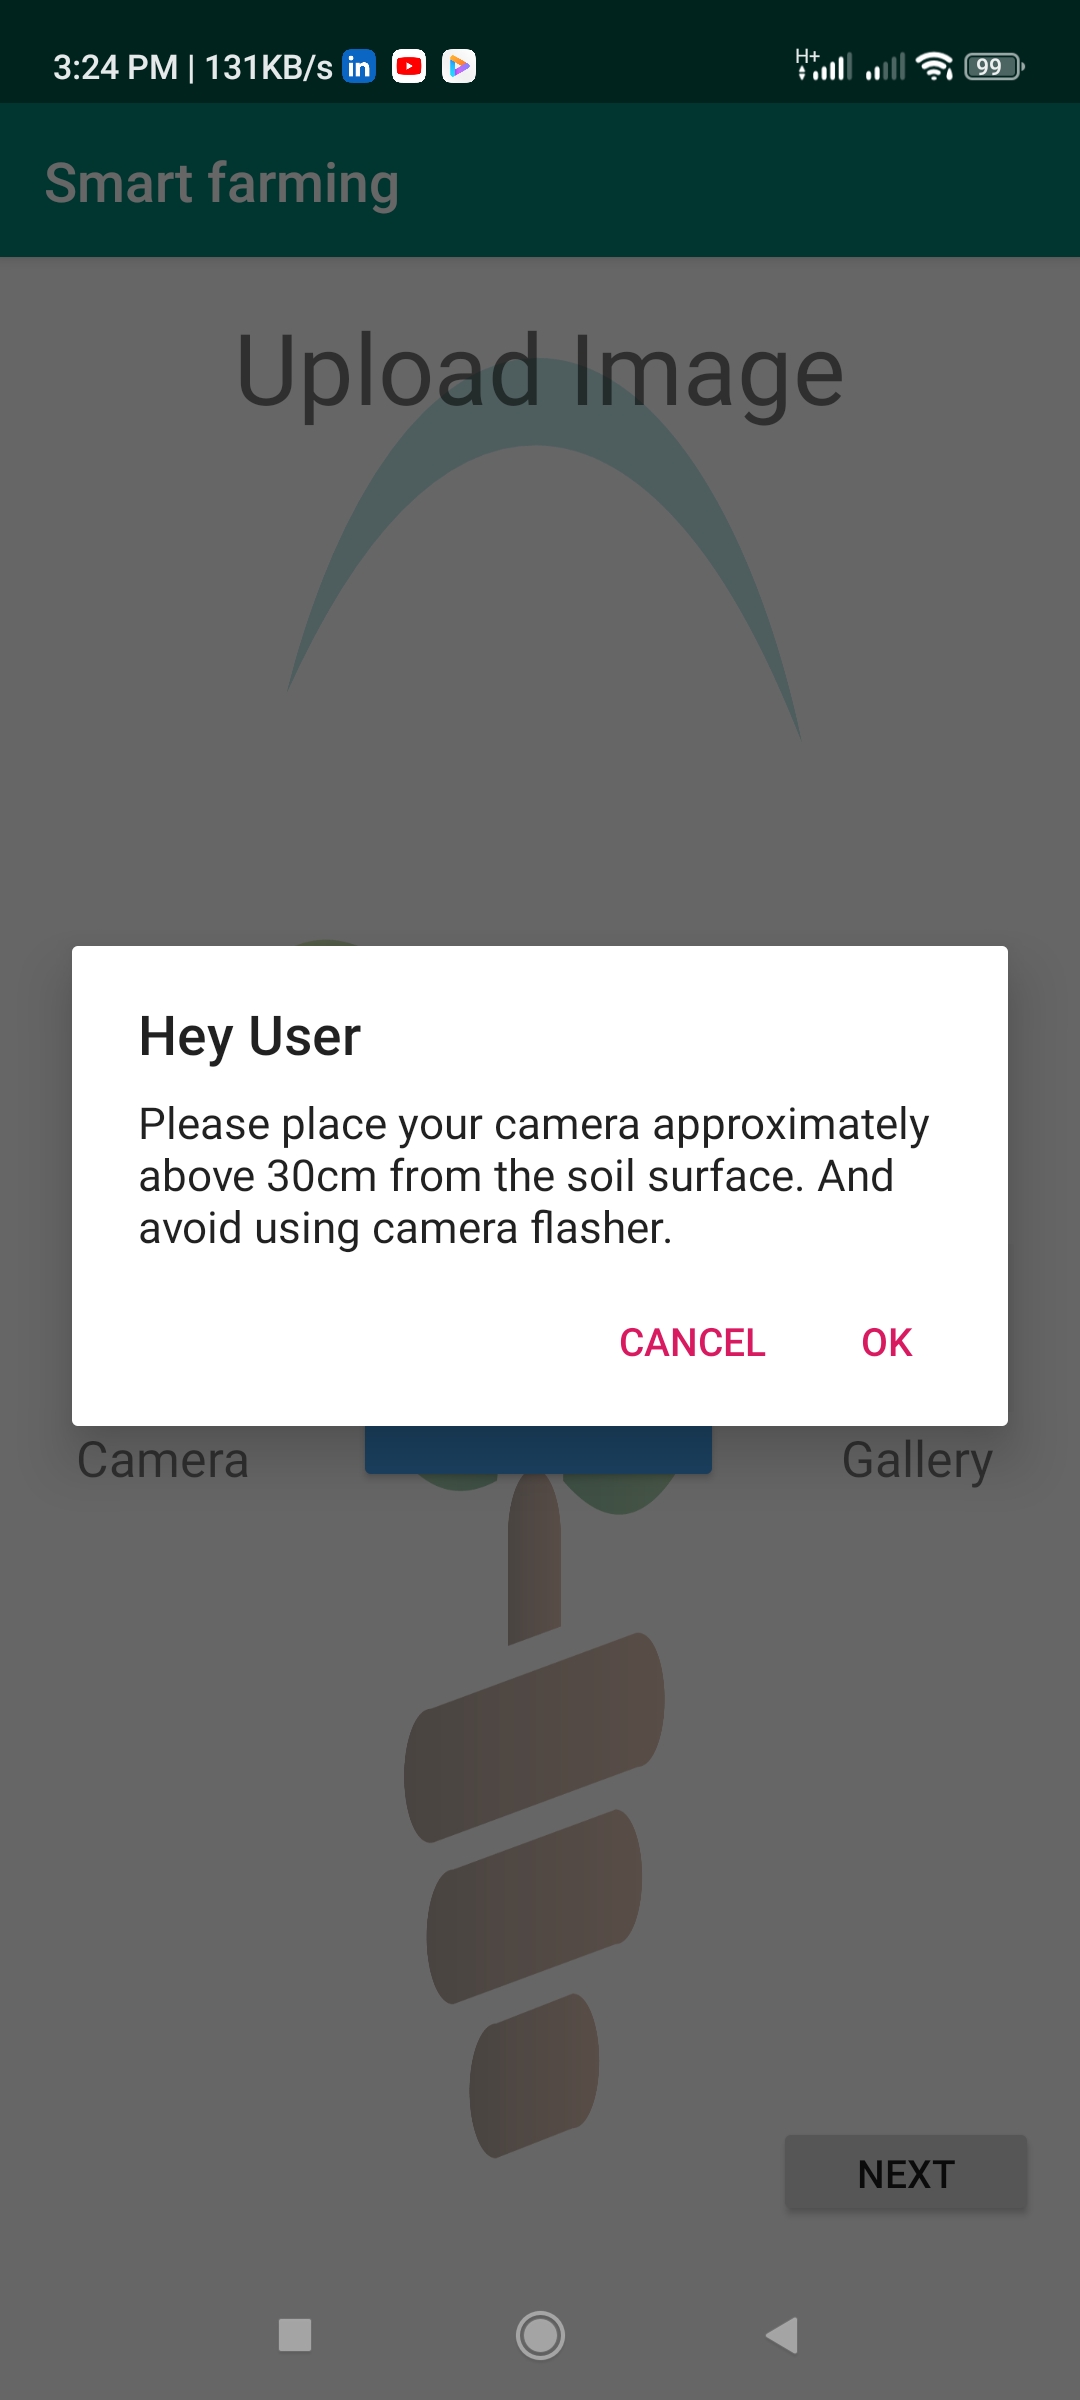 3:24 PM | 131KB/s in H+ 99
Smart farming
Upload Image
Hey User
Please place your camera approximately
above 30cm from the soil surface. And
avoid using camera flasher.
CANCEL OK
Camera Gallery
NEXT